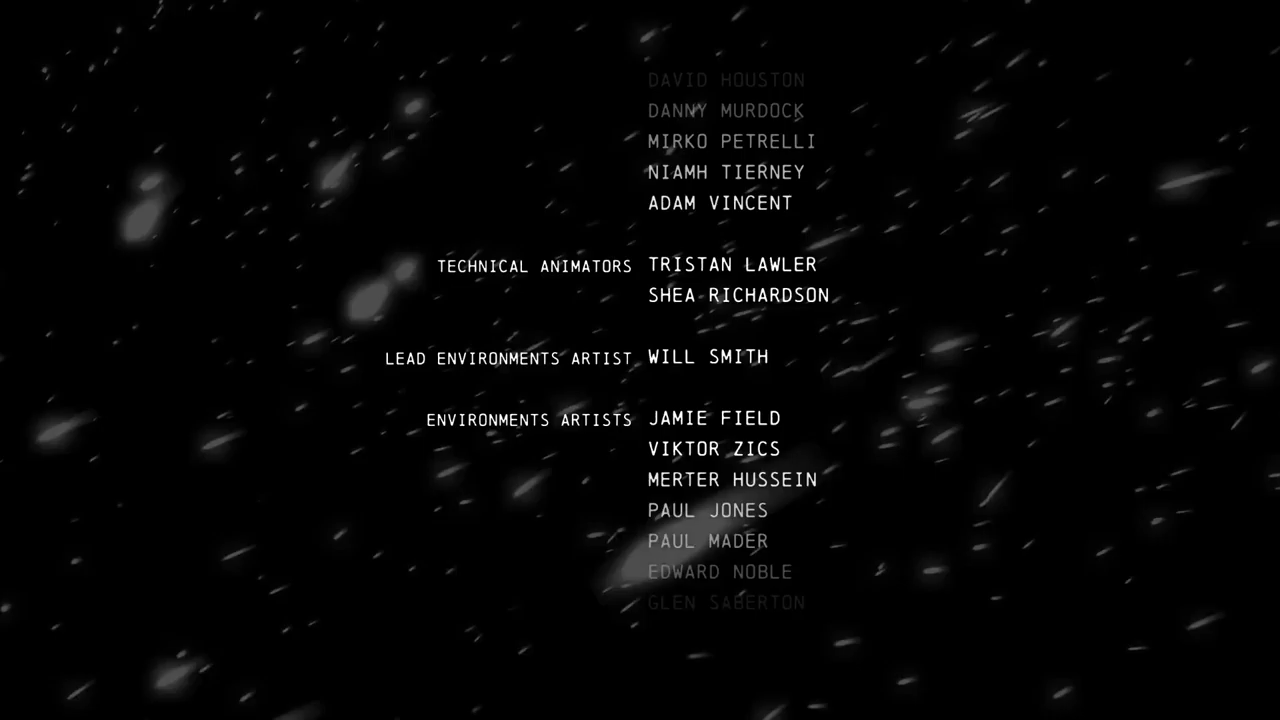 DAVID HOUSTON
DANNY MURDOCK
MIRKO PETRELLI
NIAMH TIERNEY
ADAM VINCENT
TECHNICAL ANIMATORS TRISTAN LAWLER
SHEA RICHARDSON
LEAD ENVIRONMENTS ARTIST WILL SMITH
ENVIRONMENTS ARTISTS JAMIE FIELD
VIKTOR ZICS
MERTER HUSSEIN
PAUL JONES
PAUL MADER
EDWARD NOBLE
GLEN SABERTON